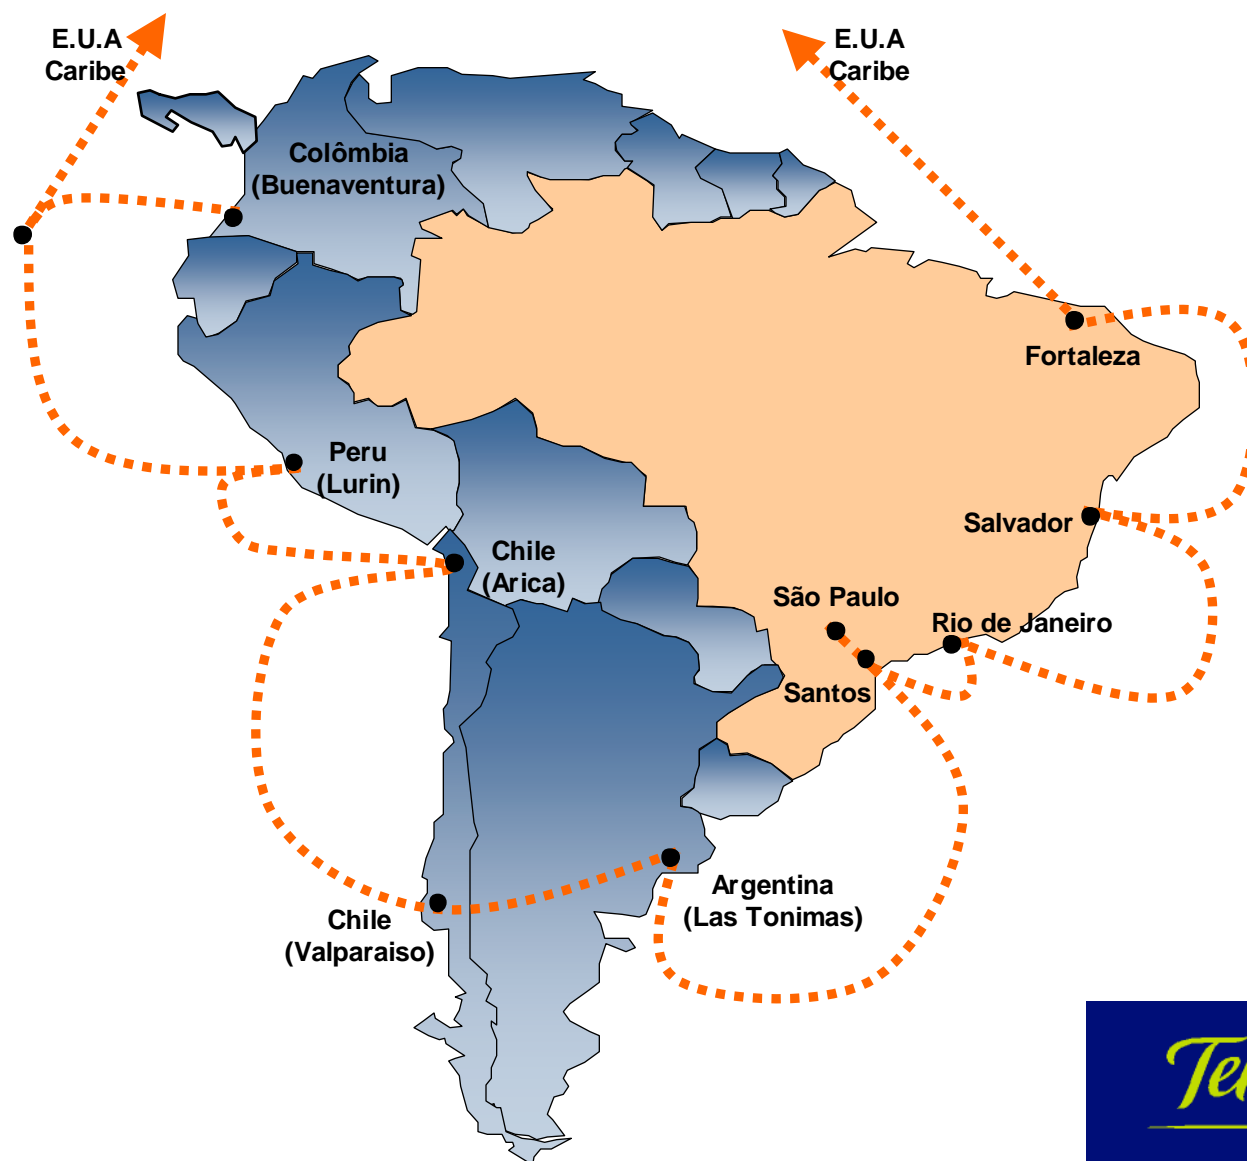 E.U.A
Caribe
E.U.A
Caribe
Colômbia
(Buenaventura)
Fortaleza
Peru
(Lurin)
Salvador
Chile
(Arica)
São Paulo
Rio de Janeiro
Santos
Argentina
(Las Tonimas)
Chile
(Valparaiso)
Tel